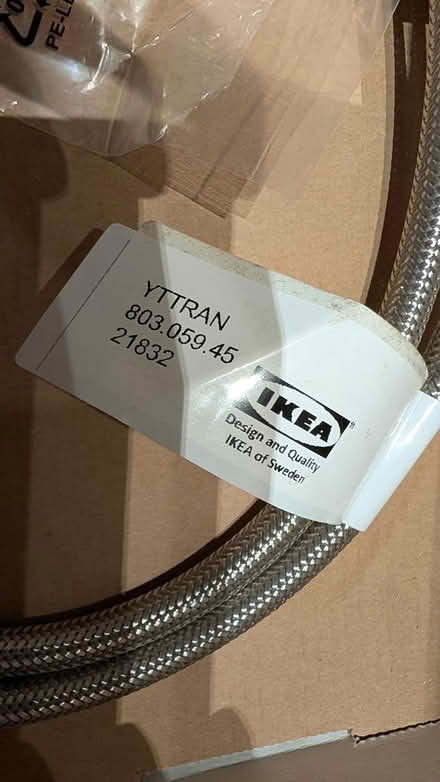 YTTRAN
803.059.45
21832
IKEA®
Design and Quality
IKEA of Sweden